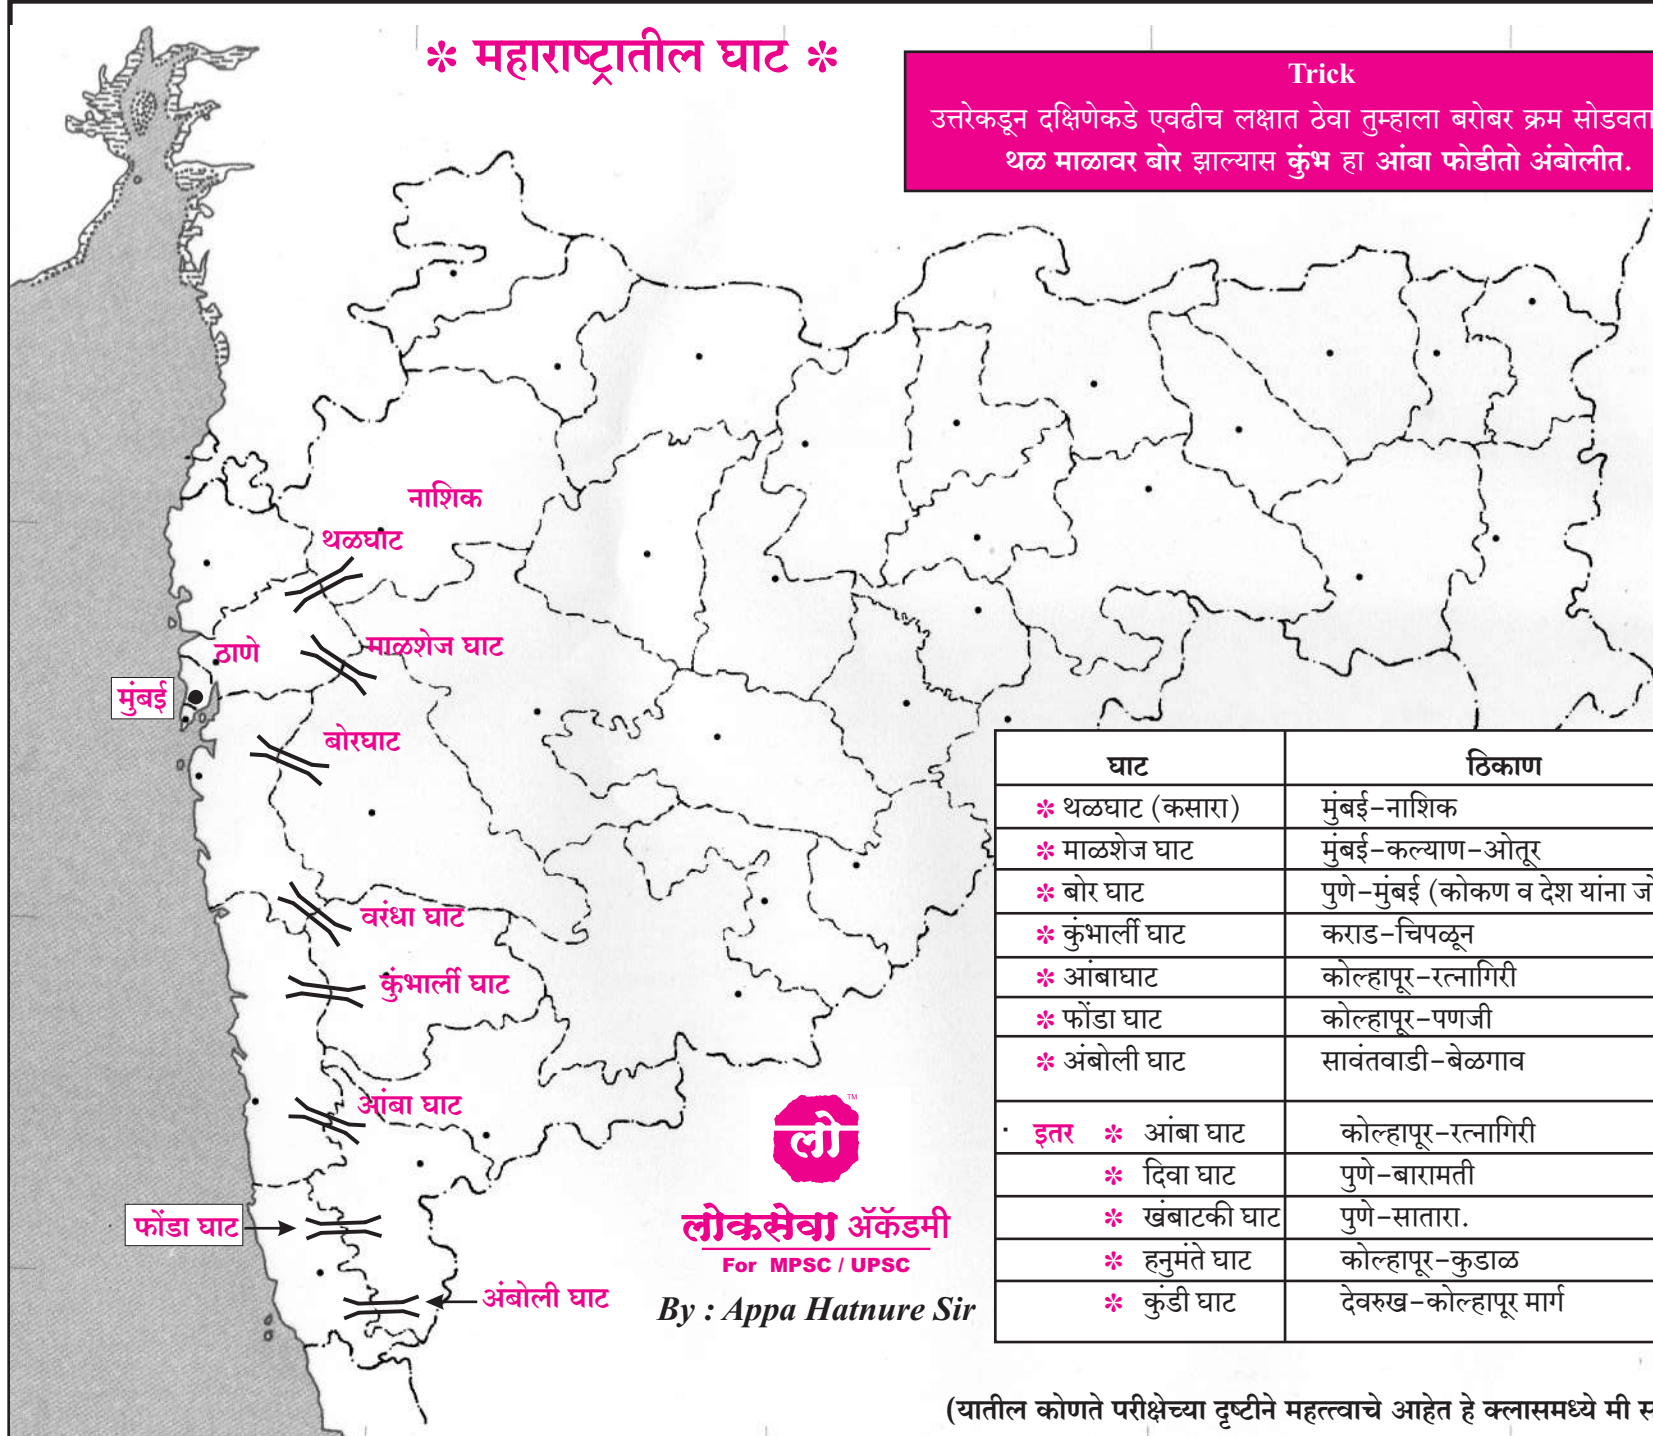 ✽ महाराष्ट्रातील घाट ✽
Trick
उत्तरेकडून दक्षिणेकडे एवढीच लक्षात ठेवा तुम्हाला बरोबर क्रम सोडवता
थळ माळावर बोर झाल्यास कुंभ हा आंबा फोडीतो अंबोलीत.
नाशिक
थळघाट
ठाणे
माळशेज घाट
मुंबई
बोरघाट
वरंधा घाट
कुंभार्ली घाट
आंबा घाट
फोंडा घाट
अंबोली घाट
घाट ठिकाण
✽ थळघाट (कसारा) मुंबई-नाशिक
✽ माळशेज घाट मुंबई-कल्याण-ओतूर
✽ बोर घाट पुणे-मुंबई (कोकण व देश यांना
✽ कुंभार्ली घाट कराड-चिपळून
✽ आंबाघाट कोल्हापूर-रत्नागिरी
✽ फोंडा घाट कोल्हापूर-पणजी
✽ अंबोली घाट सावंतवाडी-बेळगाव
इतर ✽ आंबा घाट कोल्हापूर-रत्नागिरी
✽ दिवा घाट पुणे-बारामती
✽ खंबाटकी घाट पुणे-सातारा.
✽ हनुमंते घाट कोल्हापूर-कुडाळ
✽ कुंडी घाट देवरुख-कोल्हापूर मार्ग
लो TM
लोकसेवा ॲकॅडमी
For MPSC / UPSC
By : Appa Hatnure Sir
(यातील कोणते परीक्षेच्या दृष्टीने महत्त्वाचे आहेत हे क्लासमध्ये मी